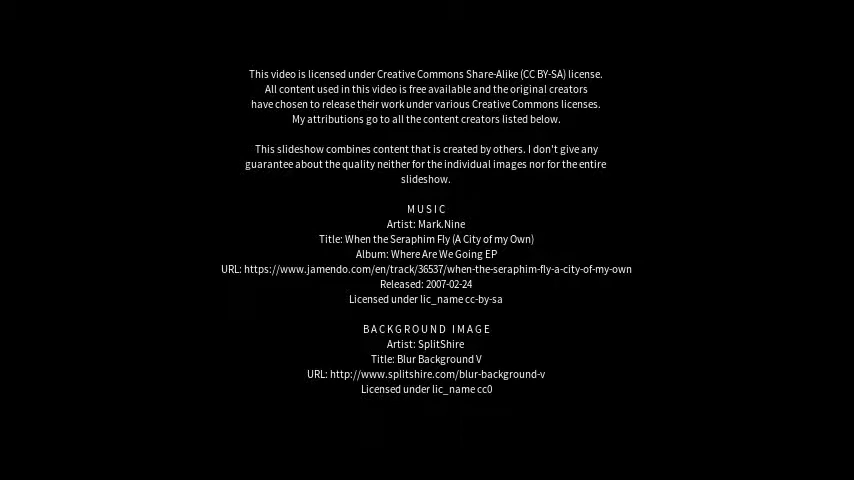 This video is licensed under Creative Commons Share-Alike (CC BY-SA) license.
All content used in this video is free available and the original creators
have chosen to release their work under various Creative Commons licenses.
My attributions go to all the content creators listed below.
This slideshow combines content that is created by others. I don't give any
guarantee about the quality neither for the individual images nor for the entire
slideshow.
MUSIC
Artist: Mark.Nine
Title: When the Seraphim Fly (A City of my Own)
Album: Where Are We Going EP
URL: https://www.jamendo.com/en/track/36537/when-the-seraphim-fly-a-city-of-my-own
Released: 2007-02-24
Licensed under lic_name cc-by-sa
BACKGROUND IMAGE
Artist: SplitShire
Title: Blur Background V
URL: http://www.splitshire.com/blur-background-v
Licensed under lic_name cc0